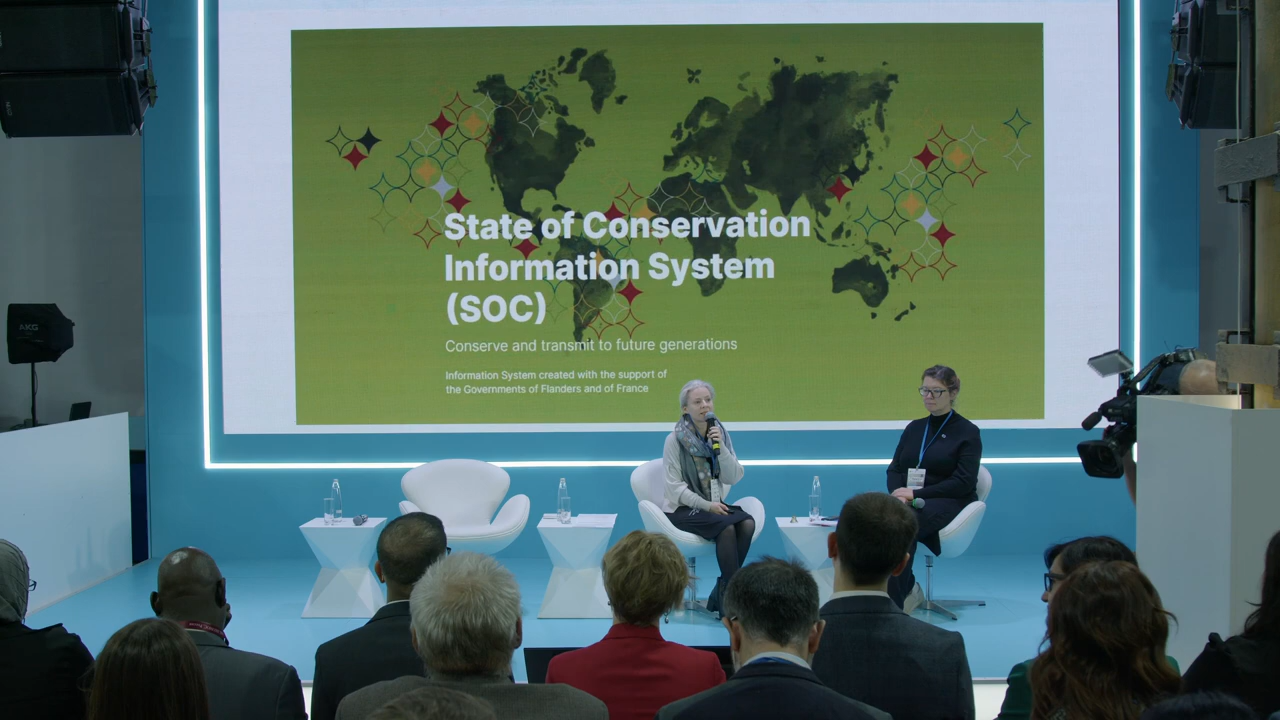 State of Conservation
Information System
(SOC)
Conserve and transmit to future generations
Information System created with the support of
the Governments of Flanders and of France
AKG